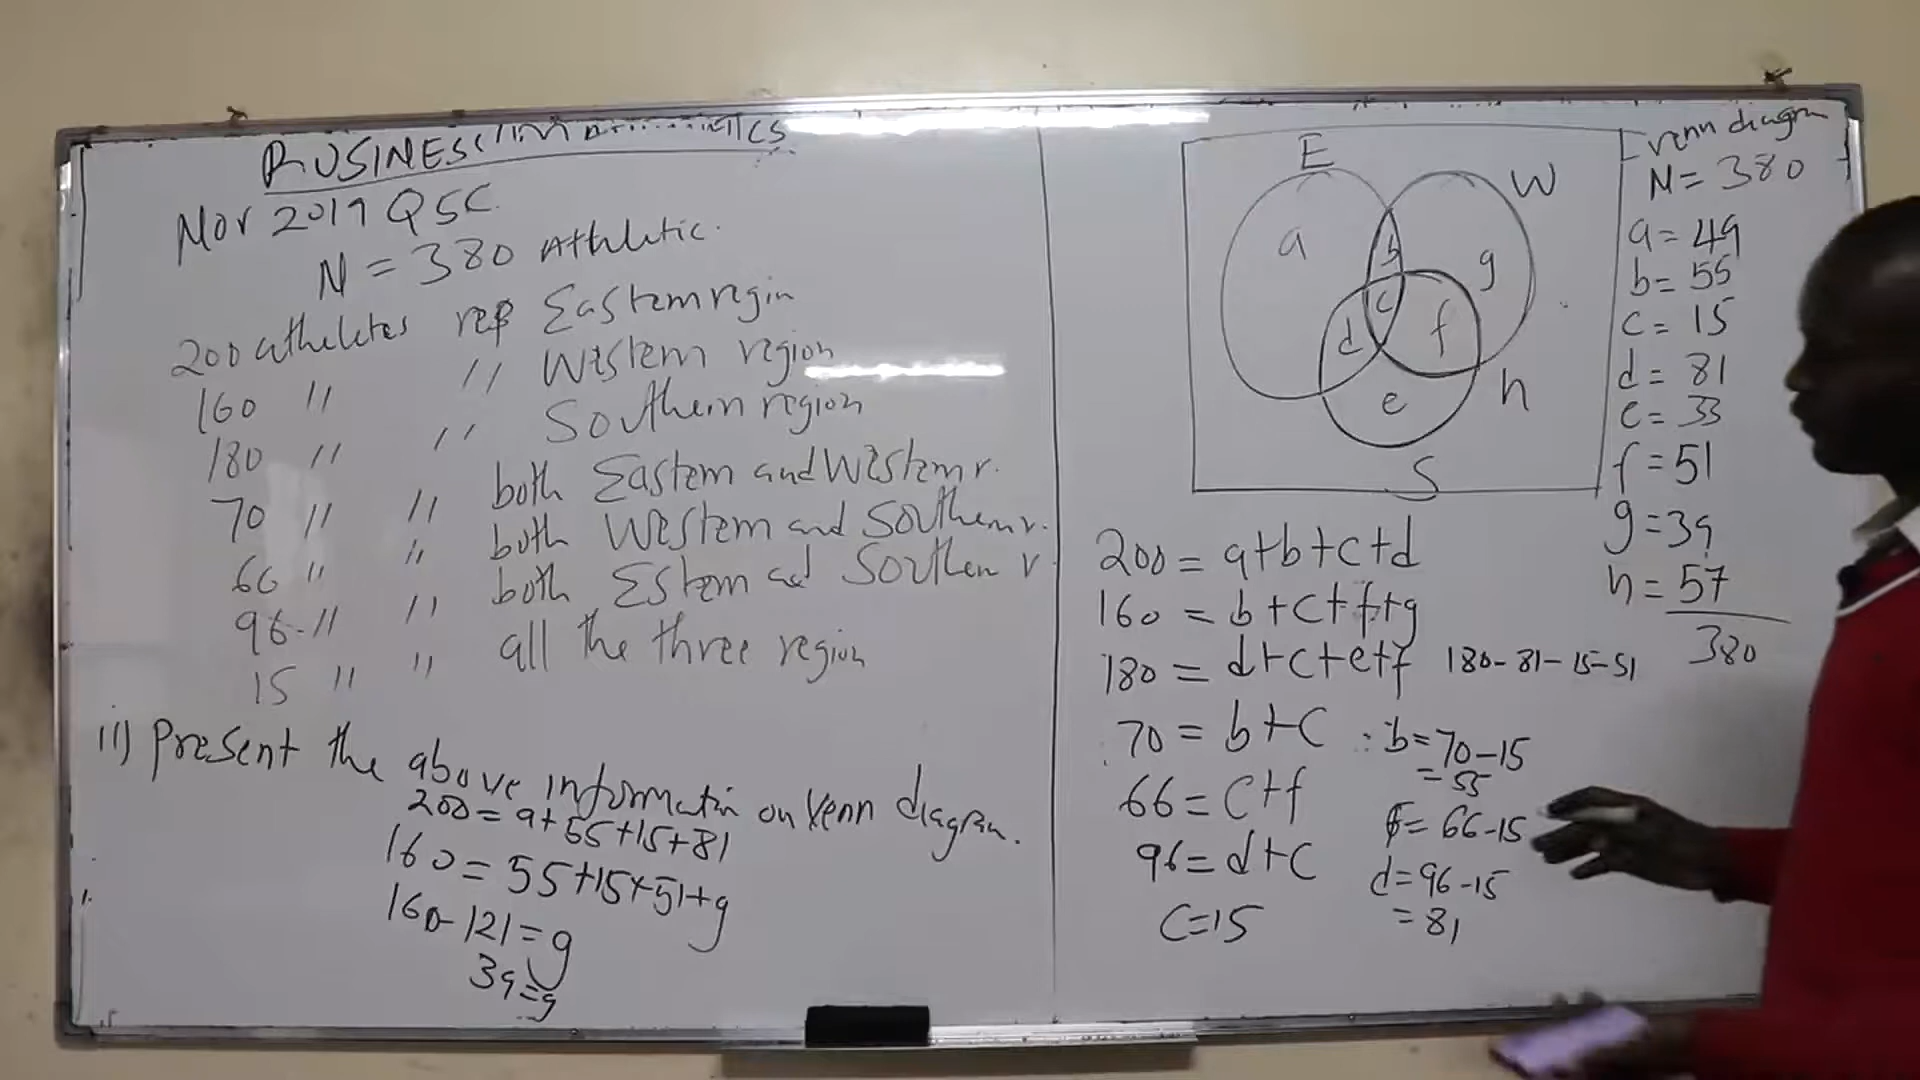 BUSINESS
Nov 2019 Q5C
N = 380 Athletic.
200 atheletes rep Eastern region
160 " " Western region
180 " " Southern region
70 " " both Eastern and Western r.
66 " " both Western and Southern r.
96 " " both Estern and Southern r
15 " " all the three region
ii) present the above information on venn diagram.
200 = a+55+15+81
160 = 55+15+51+g
160-121 = g
39 = g
E
W
a
b
g
c
d
f
e
h
S
200 = a+b+c+d
160 = b+c+f+g
180 = d+c+e+f 180-81-15-51
70 = b+c ∴ b = 70-15
= 55
66 = c+f f = 66-15
96 = d+c d = 96-15
= 81
C = 15
venn diagram
N = 380
a = 49
b = 55
c = 15
d = 81
e = 33
f = 51
g = 39
h = 57
380